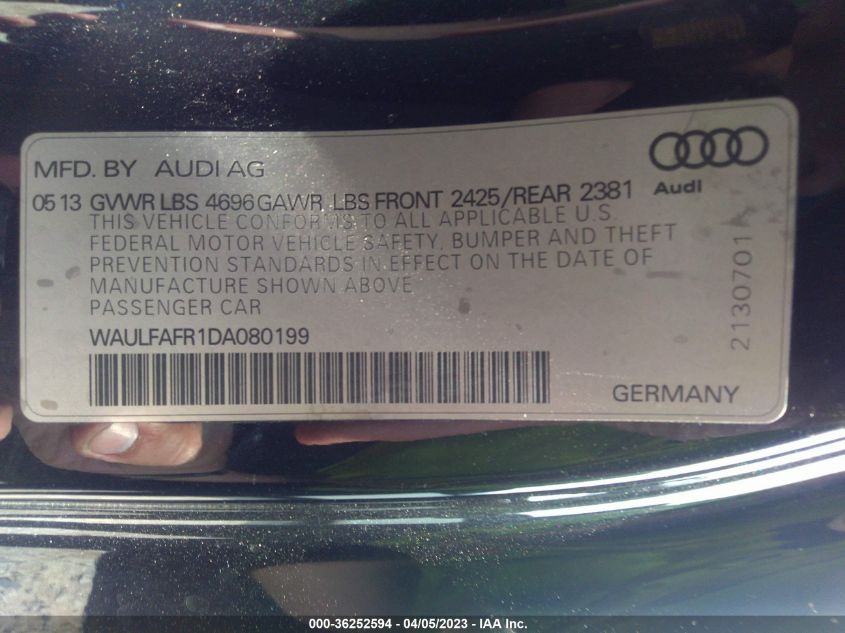 MFD. BY AUDI AG
Audi
05 13 GVWR LBS 4696 GAWR LBS FRONT 2425/REAR 2381
THIS VEHICLE CONFORMS TO ALL APPLICABLE U.S.
FEDERAL MOTOR VEHICLE SAFETY, BUMPER AND THEFT
PREVENTION STANDARDS IN EFFECT ON THE DATE OF
MANUFACTURE SHOWN ABOVE
PASSENGER CAR
WAULFAFR1DA080199
GERMANY
2130701
000-36252594 - 04/05/2023 - IAA Inc.